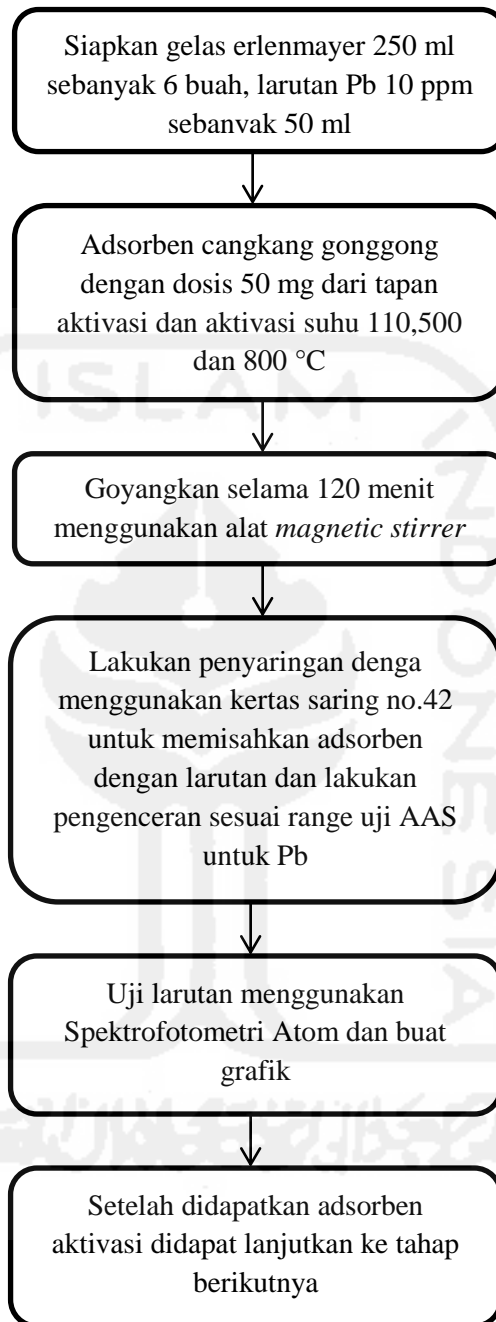 Siapkan gelas erlenmayer 250 ml
sebanyak 6 buah, larutan Pb 10 ppm
sebanyak 50 ml
Adsorben cangkang gonggong
dengan dosis 50 mg dari tapan
aktivasi dan aktivasi suhu 110,500
dan 800 °C
Goyangkan selama 120 menit
menggunakan alat magnetic stirrer
Lakukan penyaringan denga
menggunakan kertas saring no.42
untuk memisahkan adsorben
dengan larutan dan lakukan
pengenceran sesuai range uji AAS
untuk Pb
Uji larutan menggunakan
Spektrofotometri Atom dan buat
grafik
Setelah didapatkan adsorben
aktivasi didapat lanjutkan ke tahap
berikutnya
ISLAM
INDONESIA